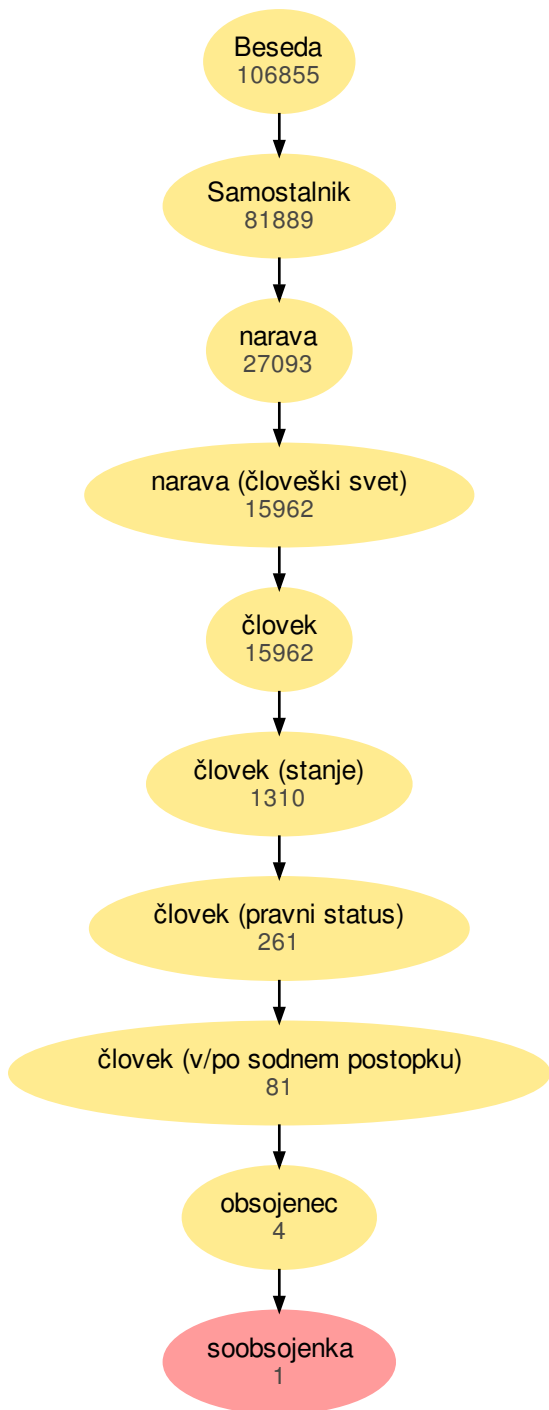 Beseda
106855
Samostalnik
81889
narava
27093
narava (človeški svet)
15962
človek
15962
človek (stanje)
1310
človek (pravni status)
261
človek (v/po sodnem postopku)
81
obsojenec
4
soobsojenka
1